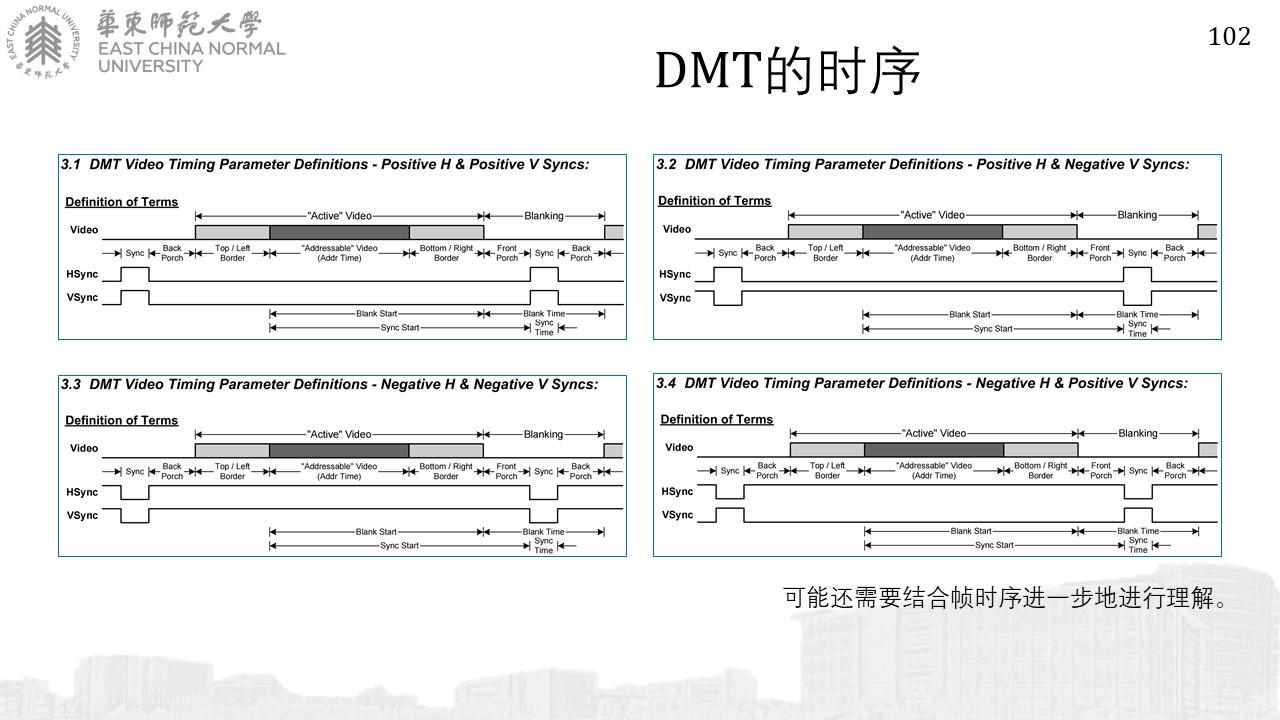 EAST CHINA NORMAL UNIVERSITY
華東师范大学
華東师范大学
EAST CHINA NORMAL
UNIVERSITY
102
DMT的时序
3.1 DMT Video Timing Parameter Definitions - Positive H & Positive V Syncs:
Definition of Terms
"Active" Video
Blanking
Video
Sync
Back Porch
Top / Left Border
"Addressable" Video (Addr Time)
Bottom / Right Border
Front Porch
Sync
Back Porch
HSync
VSync
Blank Start
Blank Time
Sync Start
Sync Time
3.2 DMT Video Timing Parameter Definitions - Positive H & Negative V Syncs:
Definition of Terms
"Active" Video
Blanking
Video
Sync
Back Porch
Top / Left Border
"Addressable" Video (Addr Time)
Bottom / Right Border
Front Porch
Sync
Back Porch
HSync
VSync
Blank Start
Blank Time
Sync Start
Sync Time
3.3 DMT Video Timing Parameter Definitions - Negative H & Negative V Syncs:
Definition of Terms
"Active" Video
Blanking
Video
Sync
Back Porch
Top / Left Border
"Addressable" Video (Addr Time)
Bottom / Right Border
Front Porch
Sync
Back Porch
HSync
VSync
Blank Start
Blank Time
Sync Start
Sync Time
3.4 DMT Video Timing Parameter Definitions - Negative H & Positive V Syncs:
Definition of Terms
"Active" Video
Blanking
Video
Sync
Back Porch
Top / Left Border
"Addressable" Video (Addr Time)
Bottom / Right Border
Front Porch
Sync
Back Porch
HSync
VSync
Blank Start
Blank Time
Sync Start
Sync Time
可能还需要结合帧时序进一步地进行理解。